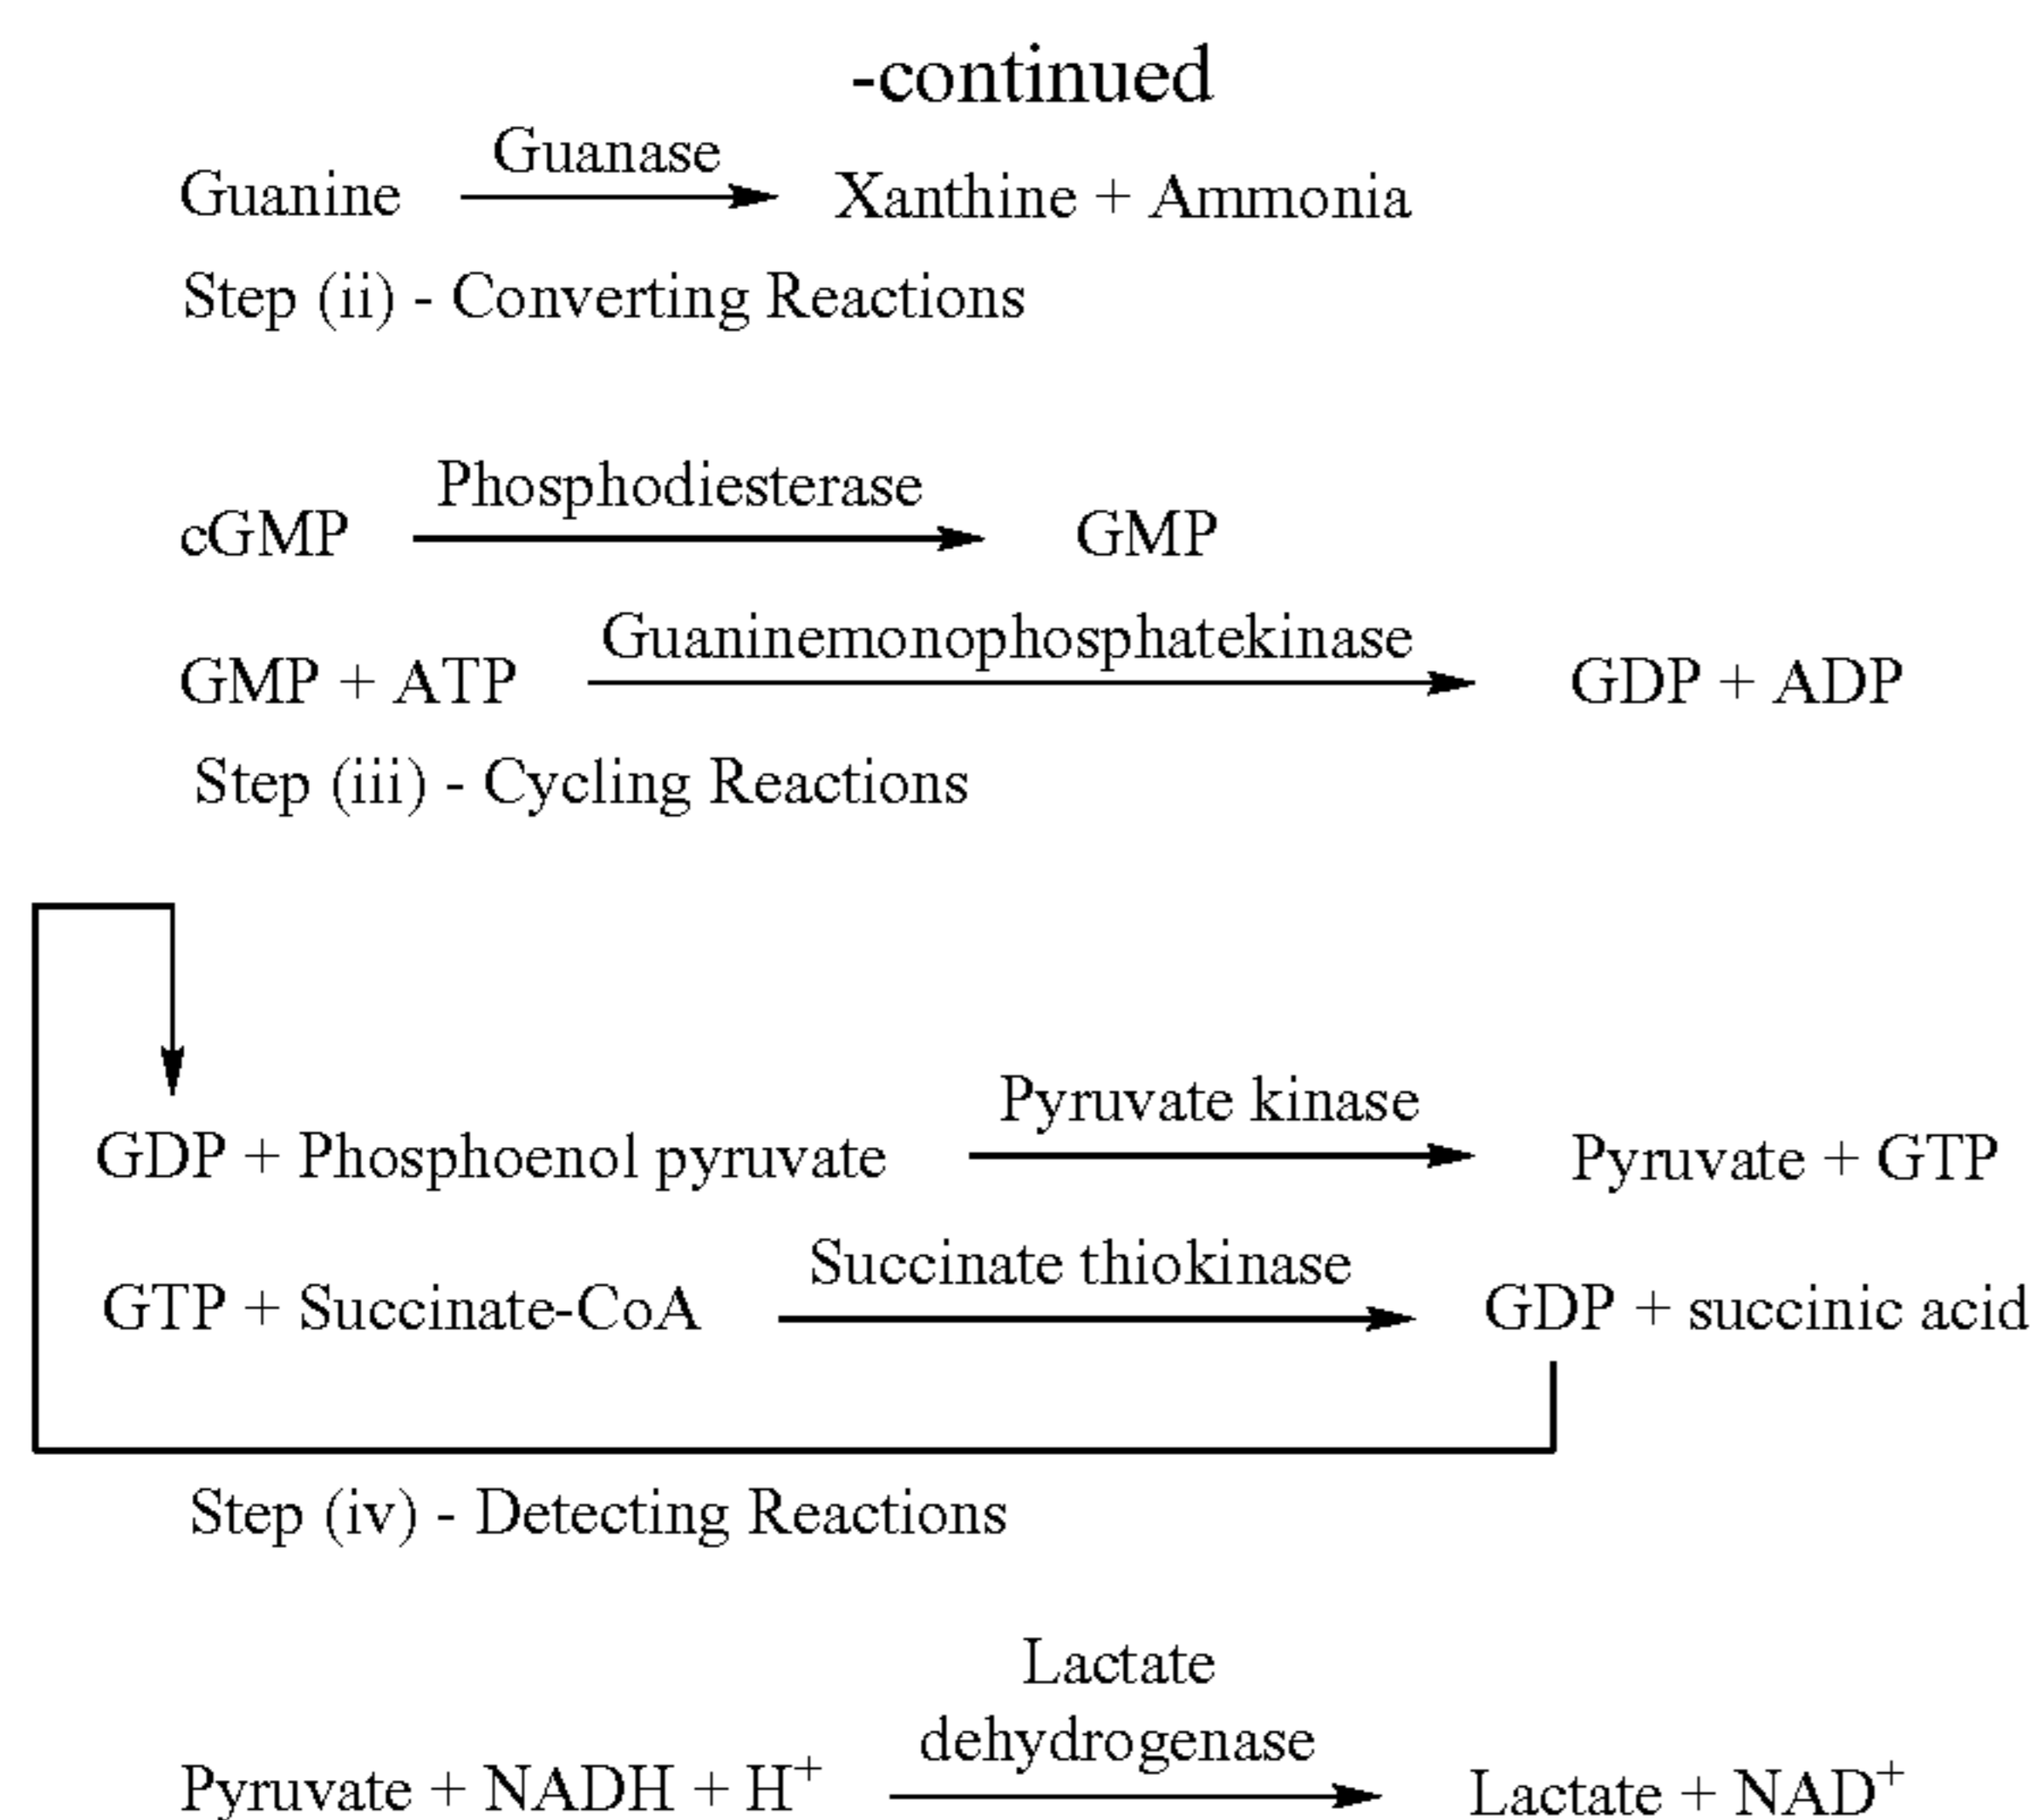 -continued
Guanase
Guanine Xanthine + Ammonia
Step (ii) - Converting Reactions
Phosphodiesterase
cGMP GMP
Guaninemonophosphatekinase
GMP + ATP GDP + ADP
Step (iii) - Cycling Reactions
Pyruvate kinase
GDP + Phosphoenol pyruvate Pyruvate + GTP
Succinate thiokinase
GTP + Succinate-CoA GDP + succinic acid
Step (iv) - Detecting Reactions
Lactate
dehydrogenase
Pyruvate + NADH + H⁺ Lactate + NAD⁺